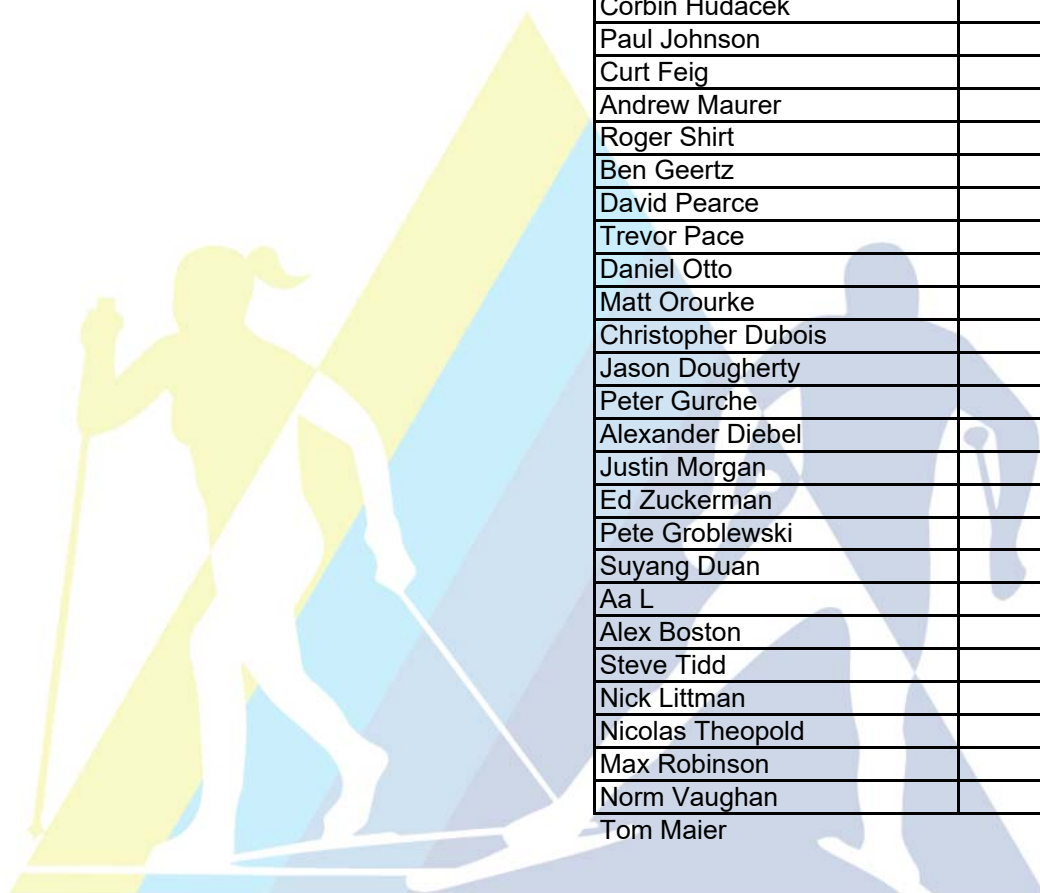 Corbin Hudacek
Paul Johnson
Curt Feig
Andrew Maurer
Roger Shirt
Ben Geertz
David Pearce
Trevor Pace
Daniel Otto
Matt Orourke
Christopher Dubois
Jason Dougherty
Peter Gurche
Alexander Diebel
Justin Morgan
Ed Zuckerman
Pete Groblewski
Suyang Duan
Aa L
Alex Boston
Steve Tidd
Nick Littman
Nicolas Theopold
Max Robinson
Norm Vaughan
Tom Maier